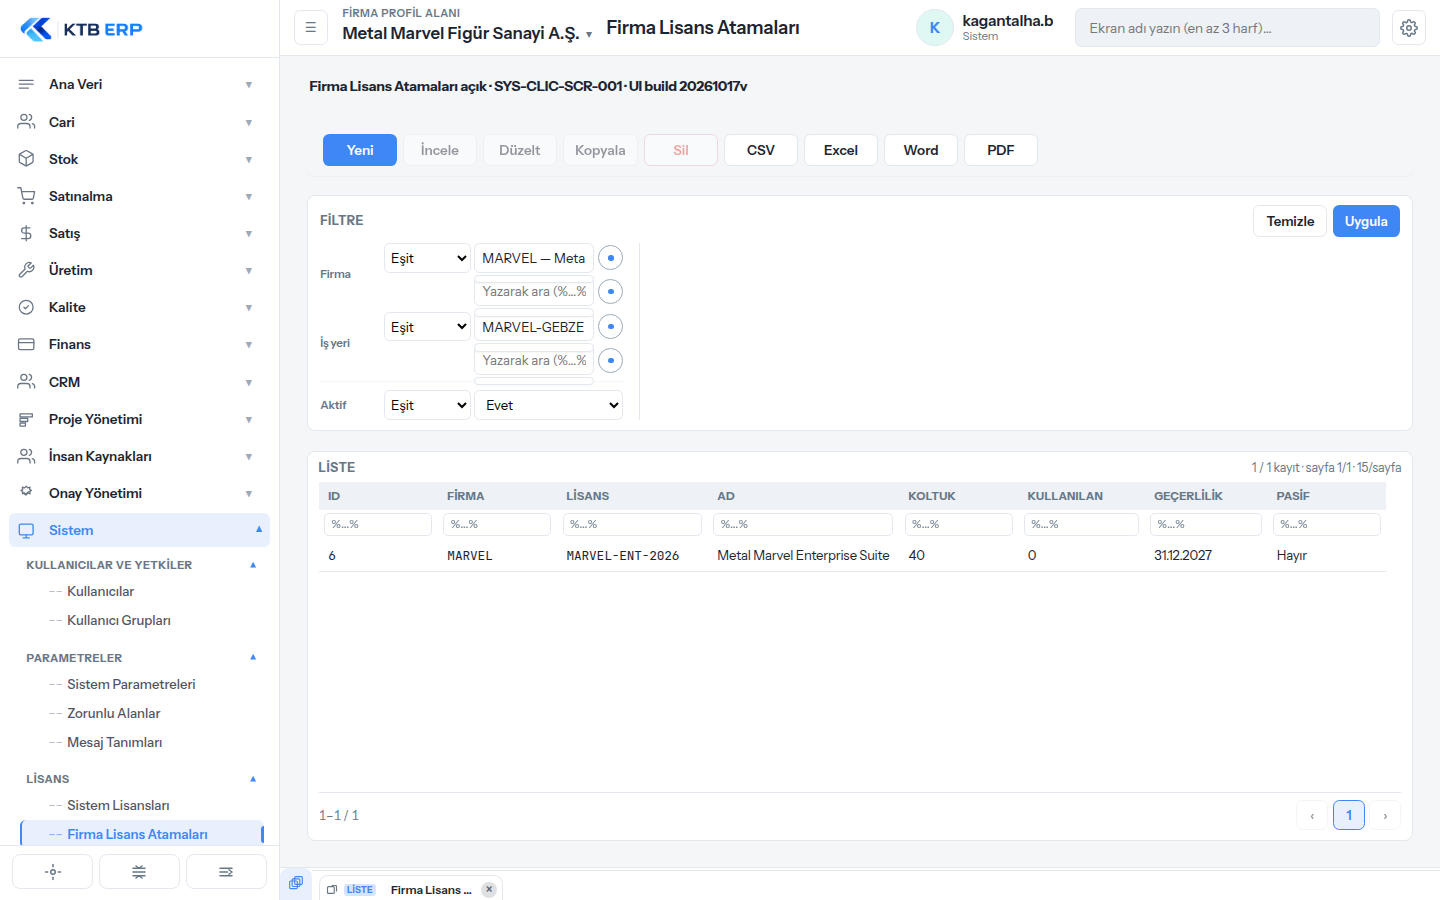 KTB ERP
Ana Veri
Cari
Stok
Satınalma
Satış
Üretim
Kalite
Finans
CRM
Proje Yönetimi
İnsan Kaynakları
Onay Yönetimi
Sistem
KULLANICILAR VE YETKİLER
Kullanıcılar
Kullanıcı Grupları
PARAMETRELER
Sistem Parametreleri
Zorunlu Alanlar
Mesaj Tanımları
LİSANS
Sistem Lisansları
Firma Lisans Atamaları
FİRMA PROFİL ALANI
Metal Marvel Figür Sanayi A.Ş. ▾
Firma Lisans Atamaları
K
kagantalha.b
Sistem
Ekran adı yazın (en az 3 harf)...
Firma Lisans Atamaları açık · SYS-CLIC-SCR-001 · UI build 20261017v
Yeni İncele Düzelt Kopyala Sil CSV Excel Word PDF
FİLTRE
Temizle Uygula
Firma Eşit MARVEL — Meta
Yazarak ara (%...%
İş yeri Eşit MARVEL-GEBZE
Yazarak ara (%...%
Aktif Eşit Evet
LİSTE
1 / 1 kayıt · sayfa 1/1 · 15/sayfa
ID FİRMA LİSANS AD KOLTUK KULLANILAN GEÇERLİLİK PASİF
%...% %...% %...% %...% %...% %...% %...% %...%
6 MARVEL MARVEL-ENT-2026 Metal Marvel Enterprise Suite 40 0 31.12.2027 Hayır
1–1 / 1
‹ 1 ›
LİSTE Firma Lisans ... ×